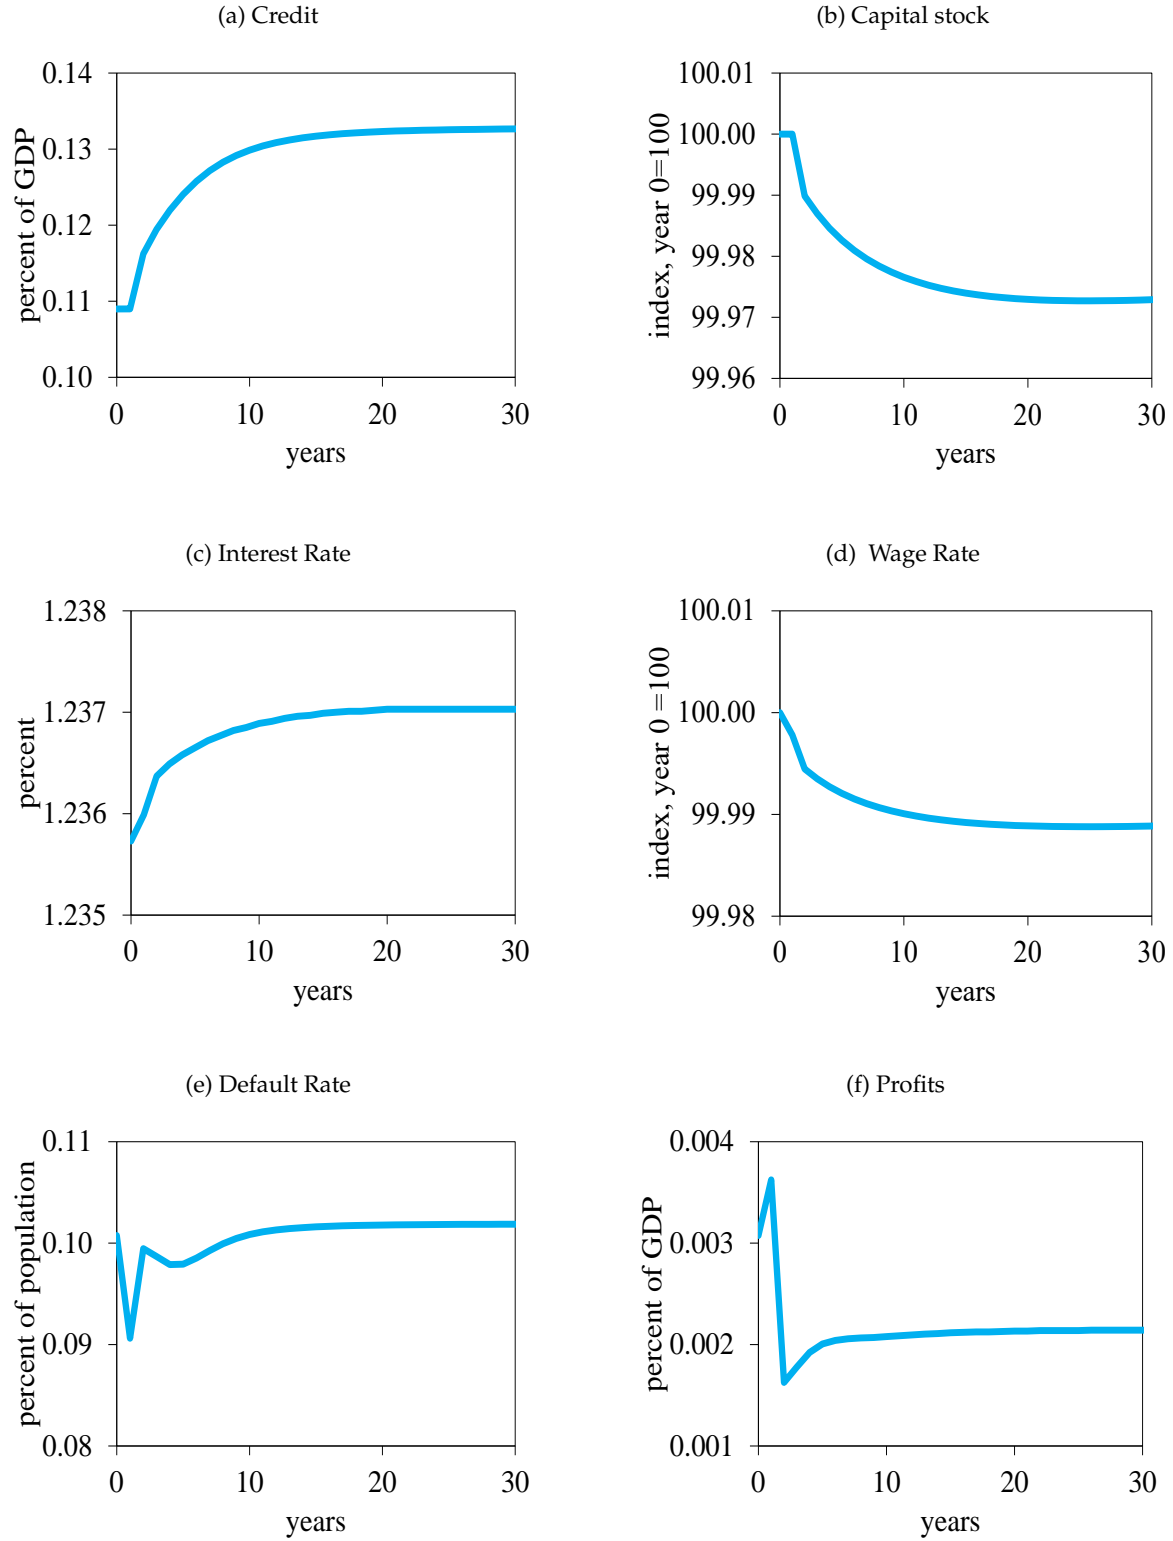 (a) Credit
percent of GDP
0.14
0.13
0.12
0.11
0.10
0 10 20 30
years
(b) Capital stock
index, year 0=100
100.01
100.00
99.99
99.98
99.97
99.96
0 10 20 30
years
(c) Interest Rate
percent
1.238
1.237
1.236
1.235
0 10 20 30
years
(d) Wage Rate
index, year 0 =100
100.01
100.00
99.99
99.98
0 10 20 30
years
(e) Default Rate
percent of population
0.11
0.10
0.09
0.08
0 10 20 30
years
(f) Profits
percent of GDP
0.004
0.003
0.002
0.001
0 10 20 30
years